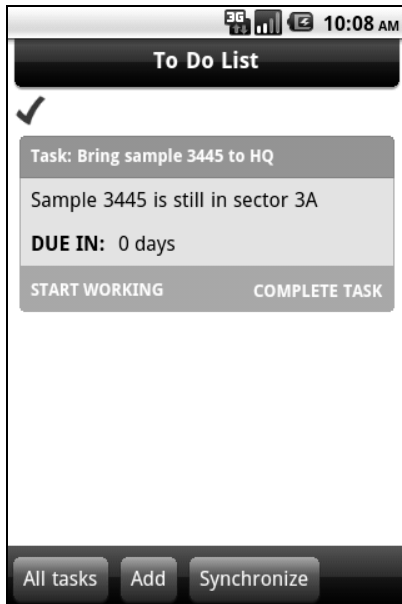 3G 10:08 AM
To Do List
Task: Bring sample 3445 to HQ
Sample 3445 is still in sector 3A
DUE IN: 0 days
START WORKING COMPLETE TASK
All tasks Add Synchronize